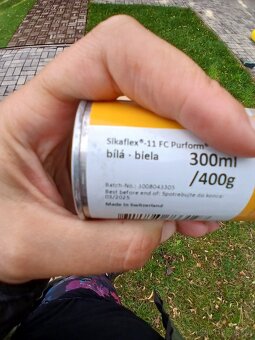 Sikaflex®-11 FC Purform®
bílá · biela
300ml
/400g
Batch-No.: 3008043305
Best before end of: Spotrebujte do konca:
03/2025
Made in Switzerland